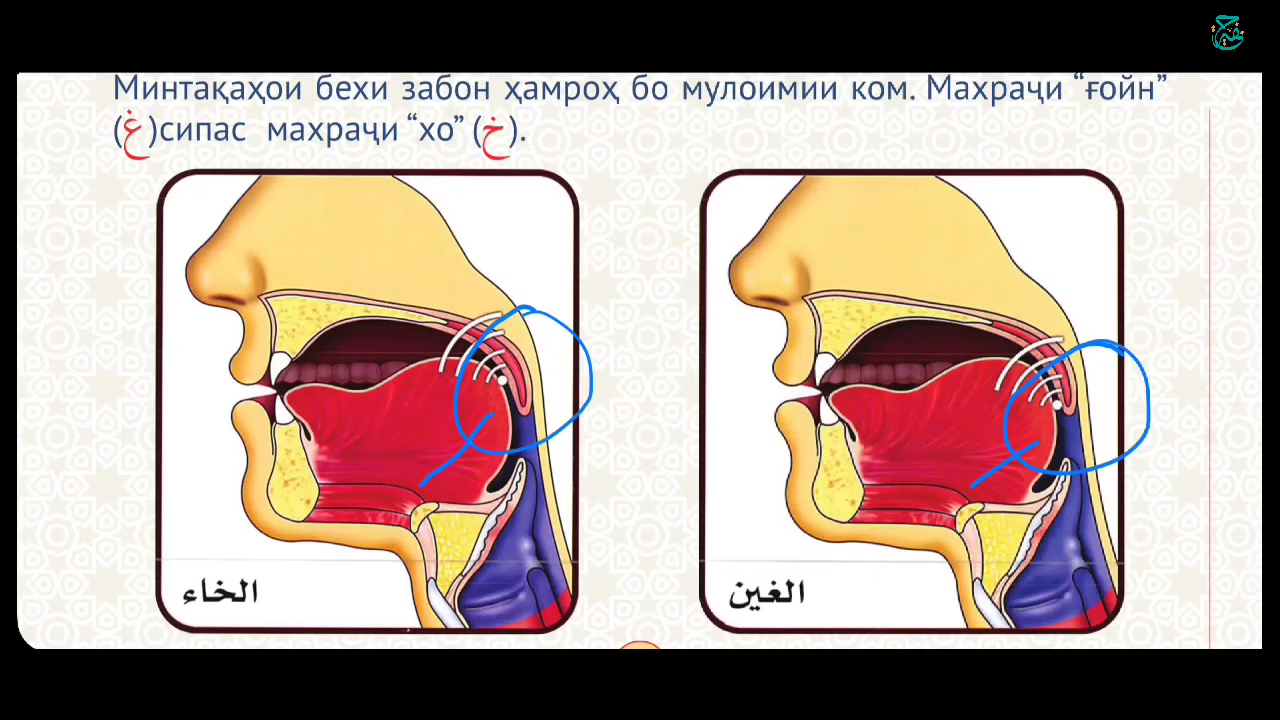 Минтақаҳои бехи забон ҳамроҳ бо мулоимии ком. Махраҷи “ғойн”
(غ)сипас махраҷи “хо” (خ).
الخاء
الغين